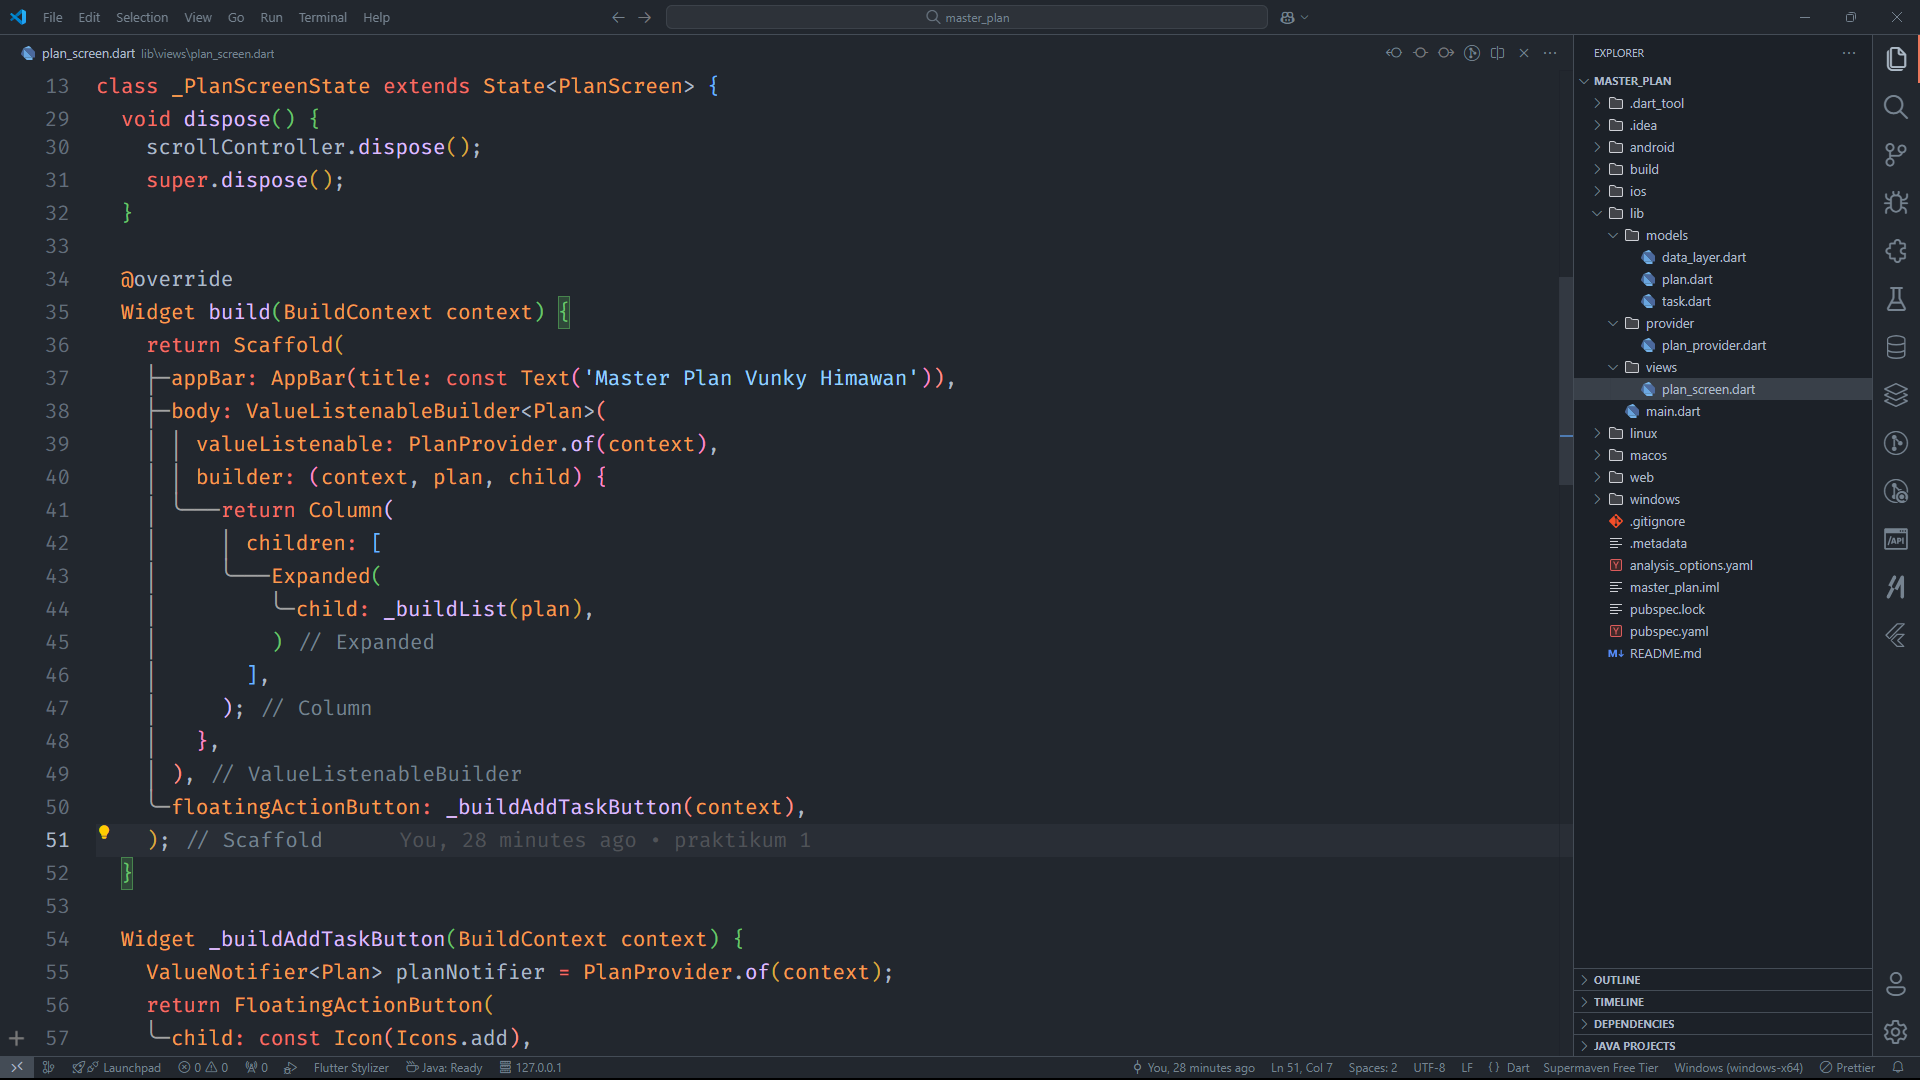 File Edit Selection View Go Run Terminal Help
master_plan
plan_screen.dart lib\views\plan_screen.dart
13 class _PlanScreenState extends State<PlanScreen> {
29 void dispose() {
30 scrollController.dispose();
31 super.dispose();
32 }
33
34 @override
35 Widget build(BuildContext context) {
36 return Scaffold(
37 appBar: AppBar(title: const Text('Master Plan Vunky Himawan')),
38 body: ValueListenableBuilder<Plan>(
39 valueListenable: PlanProvider.of(context),
40 builder: (context, plan, child) {
41 return Column(
42 children: [
43 Expanded(
44 child: _buildList(plan),
45 ) // Expanded
46 ],
47 ); // Column
48 },
49 ), // ValueListenableBuilder
50 floatingActionButton: _buildAddTaskButton(context),
51 ); // Scaffold You, 28 minutes ago • praktikum 1
52 }
53
54 Widget _buildAddTaskButton(BuildContext context) {
55 ValueNotifier<Plan> planNotifier = PlanProvider.of(context);
56 return FloatingActionButton(
57 child: const Icon(Icons.add),
EXPLORER
MASTER_PLAN
.dart_tool
.idea
android
build
ios
lib
models
data_layer.dart
plan.dart
task.dart
provider
plan_provider.dart
views
plan_screen.dart
main.dart
linux
macos
web
windows
.gitignore
.metadata
analysis_options.yaml
master_plan.iml
pubspec.lock
pubspec.yaml
README.md
OUTLINE
TIMELINE
DEPENDENCIES
JAVA PROJECTS
Launchpad 0 0 0 Flutter Stylizer Java: Ready 127.0.0.1 You, 28 minutes ago Ln 51, Col 7 Spaces: 2 UTF-8 LF {} Dart Supermaven Free Tier Windows (windows-x64) Prettier